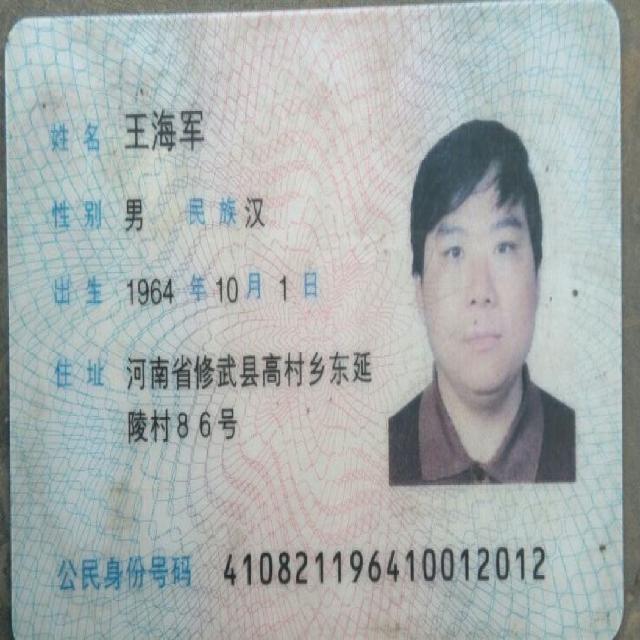 姓名 王海军
性别 男 民族 汉
出生 1964 年 10 月 1 日
住址 河南省修武县高村乡东延
陵村86号
公民身份号码 410821196410012012